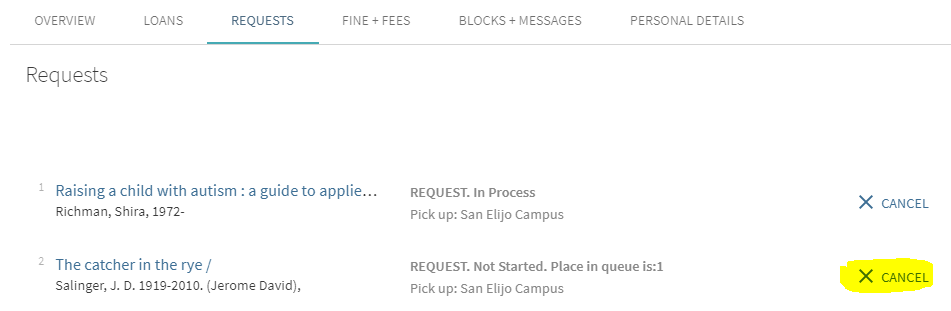 OVERVIEW LOANS REQUESTS FINE + FEES BLOCKS + MESSAGES PERSONAL DETAILS
Requests
1 Raising a child with autism : a guide to applie… REQUEST. In Process
Richman, Shira, 1972- Pick up: San Elijo Campus
CANCEL
2 The catcher in the rye / REQUEST. Not Started. Place in queue is:1
Salinger, J. D. 1919-2010. (Jerome David), Pick up: San Elijo Campus
CANCEL